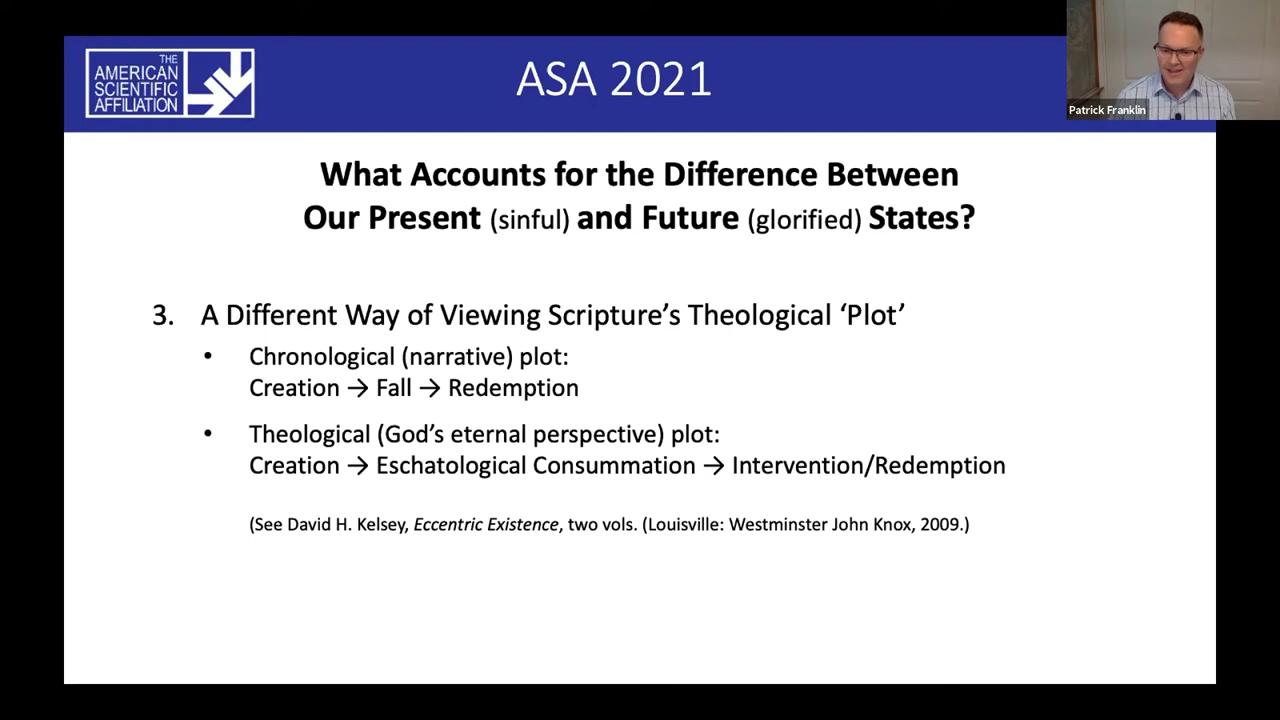 THE
AMERICAN
SCIENTIFIC
AFFILIATION
ASA 2021
Patrick Franklin
What Accounts for the Difference Between
Our Present (sinful) and Future (glorified) States?
3. A Different Way of Viewing Scripture’s Theological ‘Plot’
• Chronological (narrative) plot:
Creation → Fall → Redemption
• Theological (God’s eternal perspective) plot:
Creation → Eschatological Consummation → Intervention/Redemption
(See David H. Kelsey, Eccentric Existence, two vols. (Louisville: Westminster John Knox, 2009.)